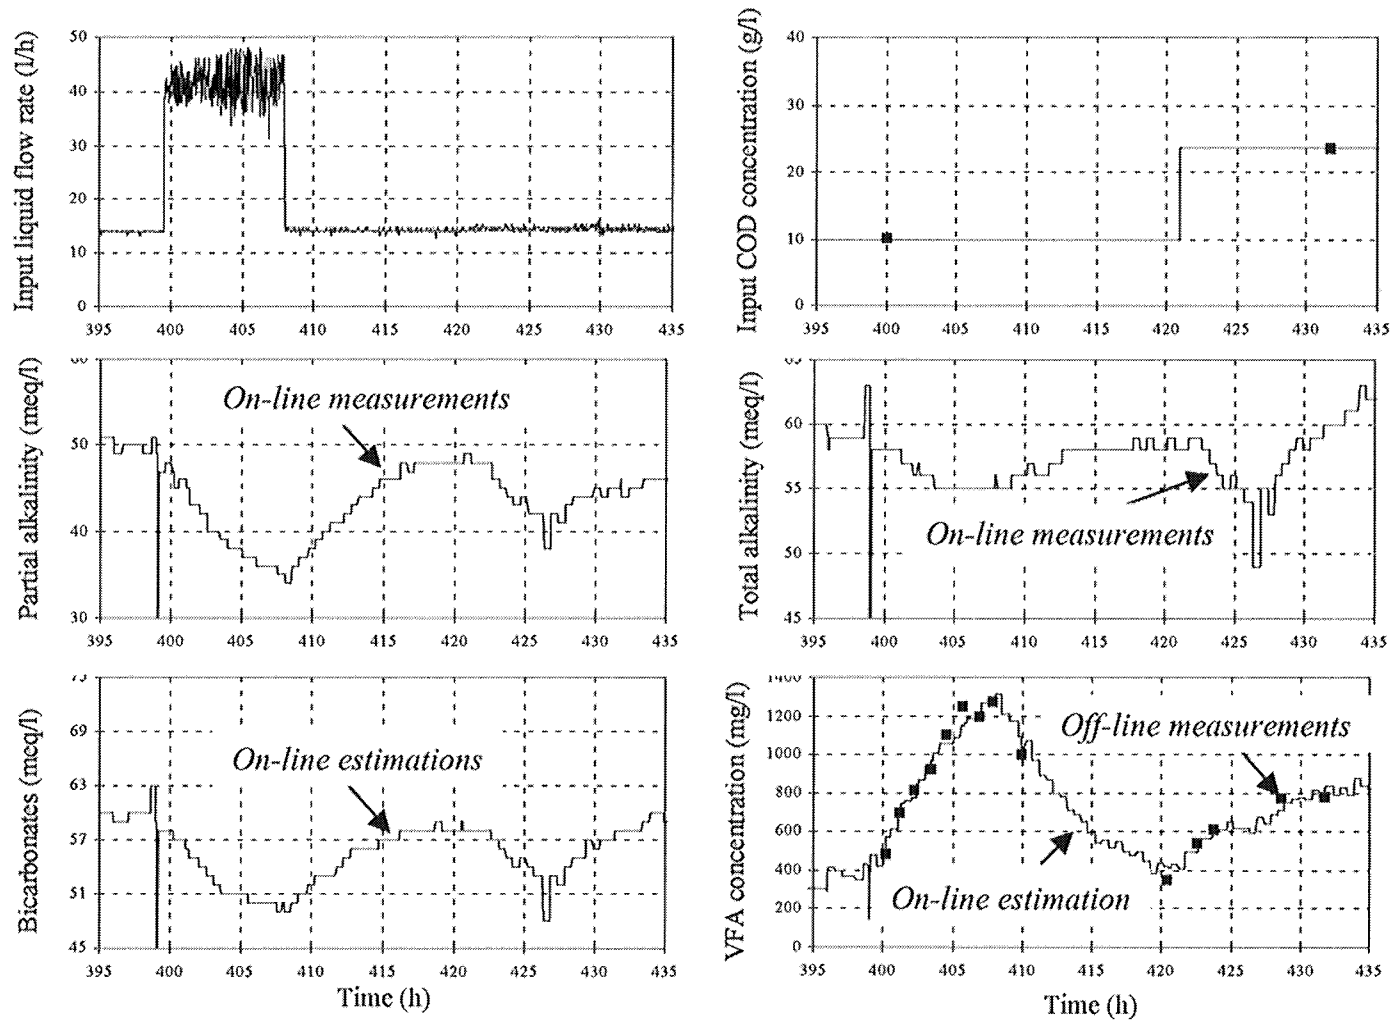 Input liquid flow rate (l/h)
50
40
30
20
10
0
395 400 405 410 415 420 425 430 435
Input COD concentration (g/l)
40
30
20
10
0
395 400 405 410 415 420 425 430 435
Partial alkalinity (meq/l)
60
50
40
30
On-line measurements
395 400 405 410 415 420 425 430 435
Total alkalinity (meq/l)
65
60
55
50
45
On-line measurements
395 400 405 410 415 420 425 430 435
Bicarbonates (meq/l)
75
69
63
57
51
45
On-line estimations
395 400 405 410 415 420 425 430 435
Time (h)
VFA concentration (mg/l)
1400
1200
1000
800
600
400
200
0
Off-line measurements
On-line estimation
395 400 405 410 415 420 425 430 435
Time (h)